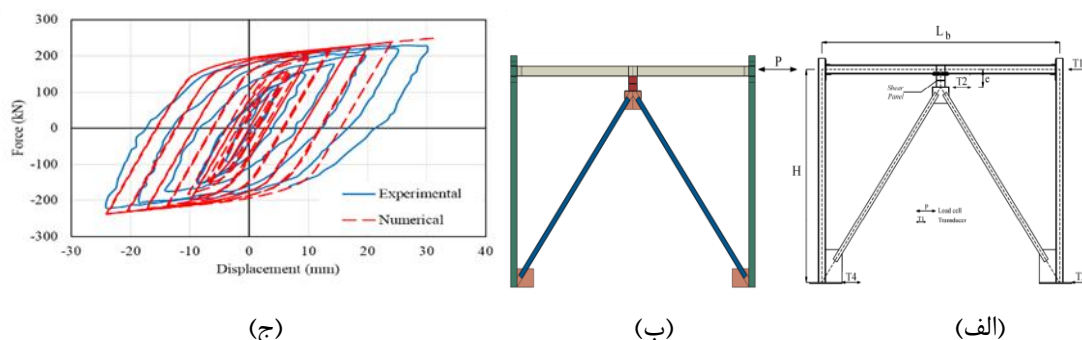 300
200
100
0
-100
-200
-300
-30
-20
-10
0
10
20
30
40
Force (kN)
Displacement (mm)
Experimental
Numerical
(ج)
P
(ب)
L b
T1
T2
e
Shear
Panel
H
P
Load cell
T1
Transducer
T4
(الف)